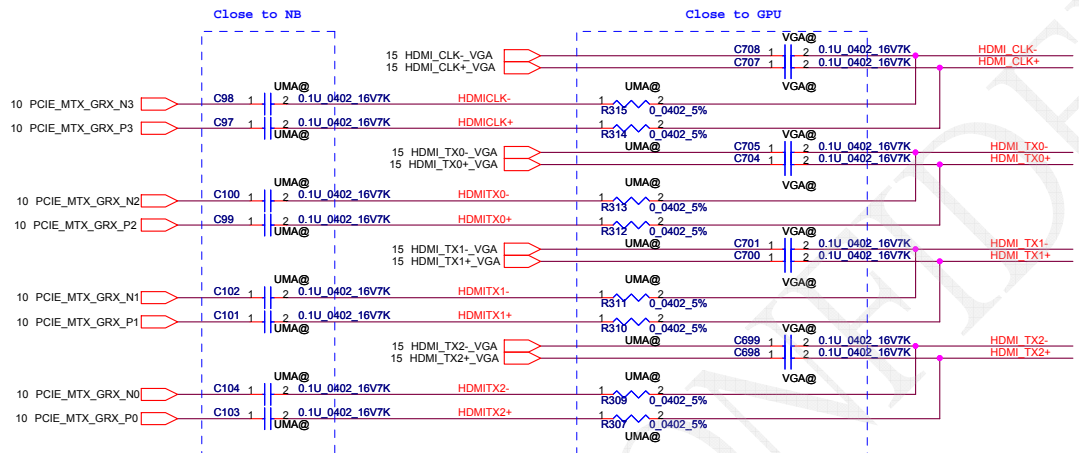 Close to NB
Close to GPU
VGA@
15 HDMI_CLK-_VGA C708 1 2 0.1U_0402_16V7K HDMI_CLK-
15 HDMI_CLK+_VGA C707 1 2 0.1U_0402_16V7K HDMI_CLK+
UMA@ VGA@ UMA@
10 PCIE_MTX_GRX_N3 C98 1 2 0.1U_0402_16V7K HDMICLK- 1 2
R315 0_0402_5%
10 PCIE_MTX_GRX_P3 C97 1 2 0.1U_0402_16V7K HDMICLK+ 1 2
UMA@ R314 0_0402_5%
UMA@ VGA@
15 HDMI_TX0-_VGA C705 1 2 0.1U_0402_16V7K HDMI_TX0-
15 HDMI_TX0+_VGA C704 1 2 0.1U_0402_16V7K HDMI_TX0+
UMA@ UMA@ VGA@
10 PCIE_MTX_GRX_N2 C100 1 2 0.1U_0402_16V7K HDMITX0- 1 2
R313 0_0402_5%
10 PCIE_MTX_GRX_P2 C99 1 2 0.1U_0402_16V7K HDMITX0+ 1 2
UMA@ R312 0_0402_5%
UMA@ VGA@
15 HDMI_TX1-_VGA C701 1 2 0.1U_0402_16V7K HDMI_TX1-
15 HDMI_TX1+_VGA C700 1 2 0.1U_0402_16V7K HDMI_TX1+
UMA@ UMA@ VGA@
10 PCIE_MTX_GRX_N1 C102 1 2 0.1U_0402_16V7K HDMITX1- 1 2
R311 0_0402_5%
10 PCIE_MTX_GRX_P1 C101 1 2 0.1U_0402_16V7K HDMITX1+ 1 2
UMA@ R310 0_0402_5%
UMA@ VGA@
15 HDMI_TX2-_VGA C699 1 2 0.1U_0402_16V7K HDMI_TX2-
15 HDMI_TX2+_VGA C698 1 2 0.1U_0402_16V7K HDMI_TX2+
UMA@ UMA@ VGA@
10 PCIE_MTX_GRX_N0 C104 1 2 0.1U_0402_16V7K HDMITX2- 1 2
R309 0_0402_5%
10 PCIE_MTX_GRX_P0 C103 1 2 0.1U_0402_16V7K HDMITX2+ 1 2
UMA@ R307 0_0402_5%
UMA@